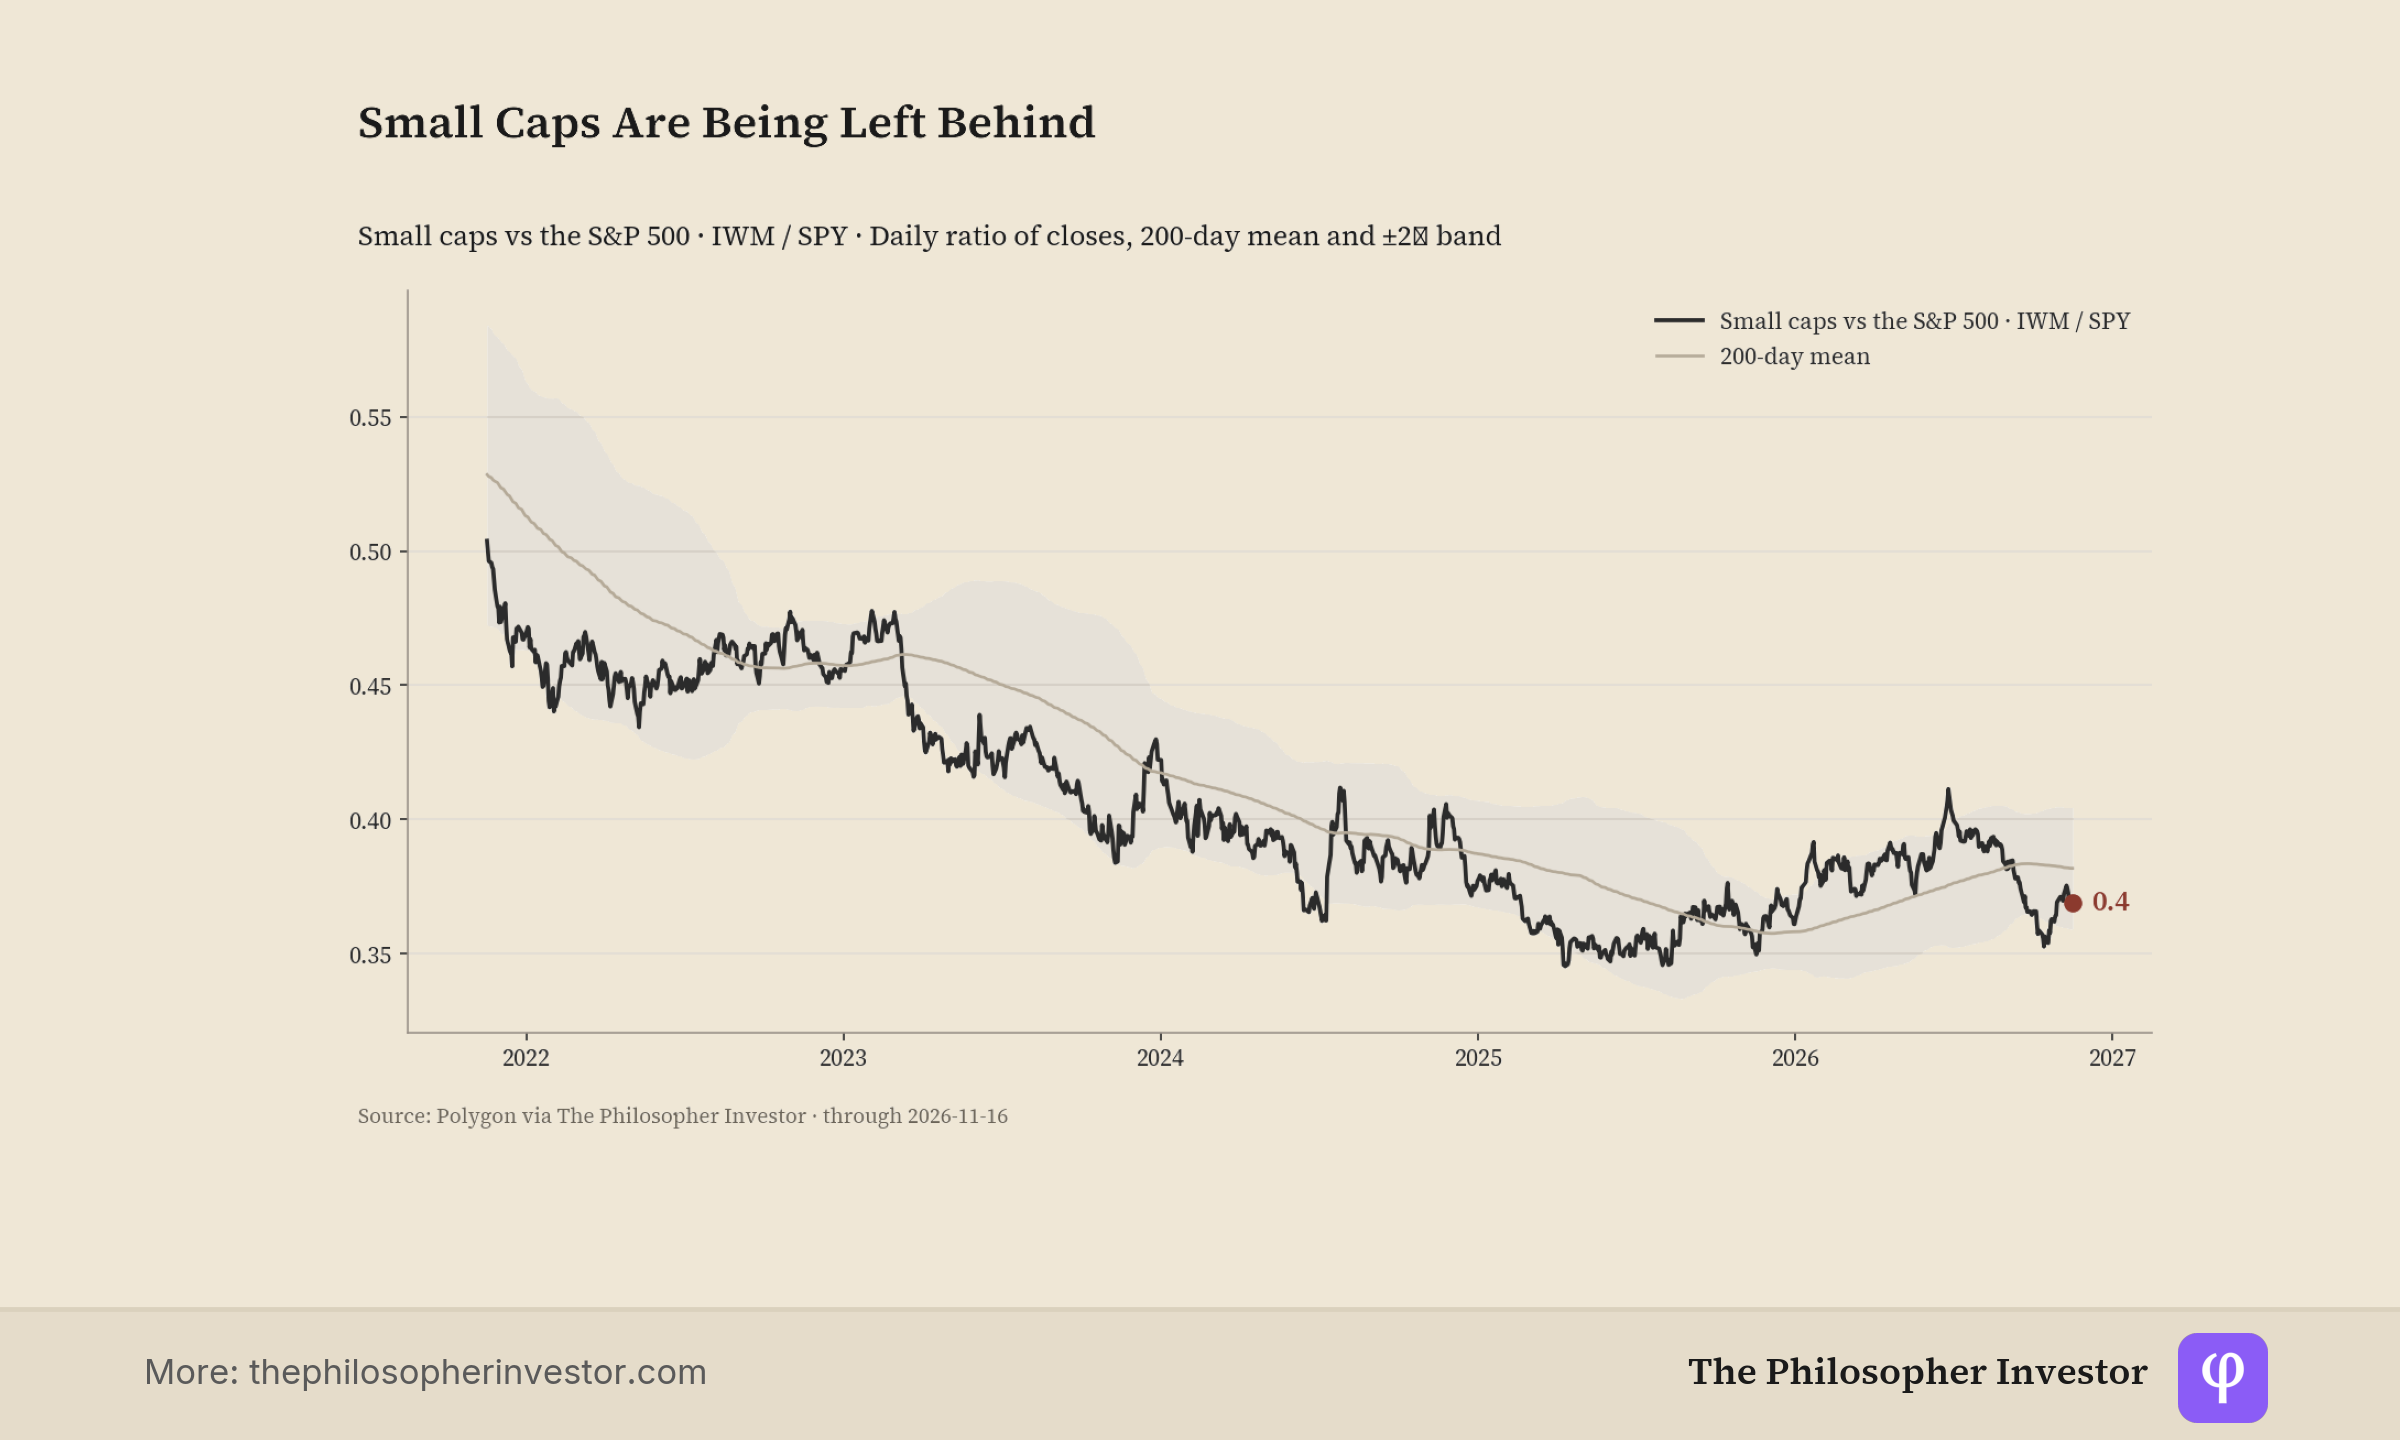 Small Caps Are Being Left Behind
Small caps vs the S&P 500 · IWM / SPY · Daily ratio of closes, 200-day mean and ±2▯ band
Small caps vs the S&P 500 · IWM / SPY
200-day mean
0.55
0.50
0.45
0.40
0.35
0.4
2022
2023
2024
2025
2026
2027
Source: Polygon via The Philosopher Investor · through 2026-11-16
More: thephilosopherinvestor.com
The Philosopher Investor
φ